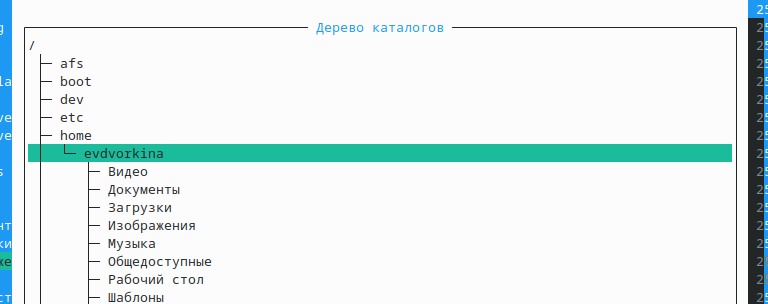 Дерево каталогов
/
afs
boot
dev
etc
home
evdvorkina
Видео
Документы
Загрузки
Изображения
Музыка
Общедоступные
Рабочий стол
Шаблоны